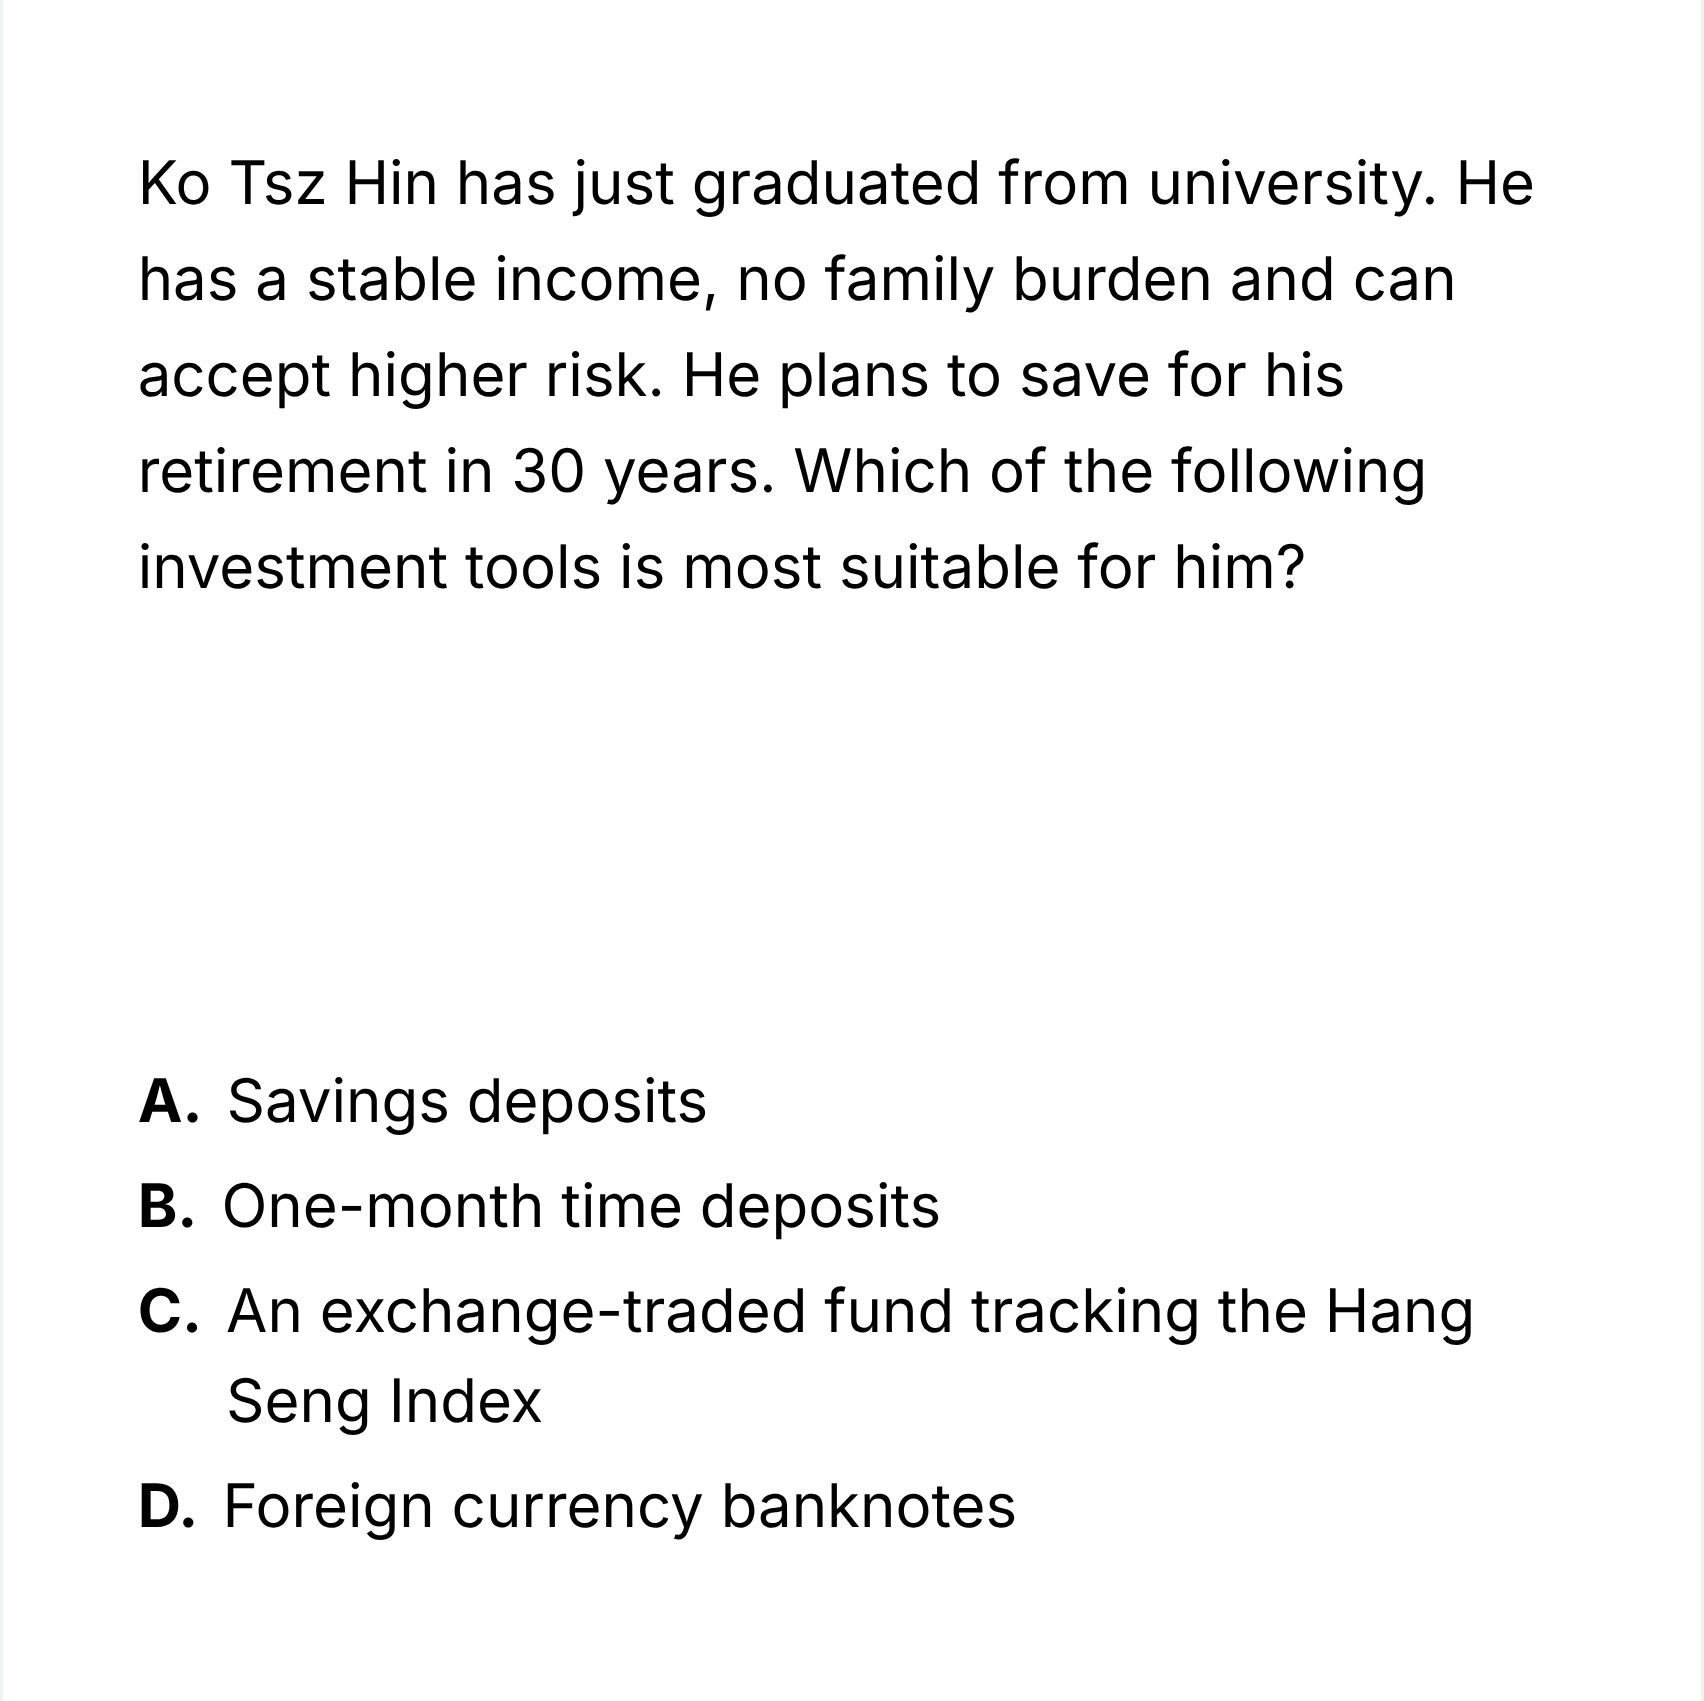 Ko Tsz Hin has just graduated from university. He
has a stable income, no family burden and can
accept higher risk. He plans to save for his
retirement in 30 years. Which of the following
investment tools is most suitable for him?
A. Savings deposits
B. One-month time deposits
C. An exchange-traded fund tracking the Hang
Seng Index
D. Foreign currency banknotes